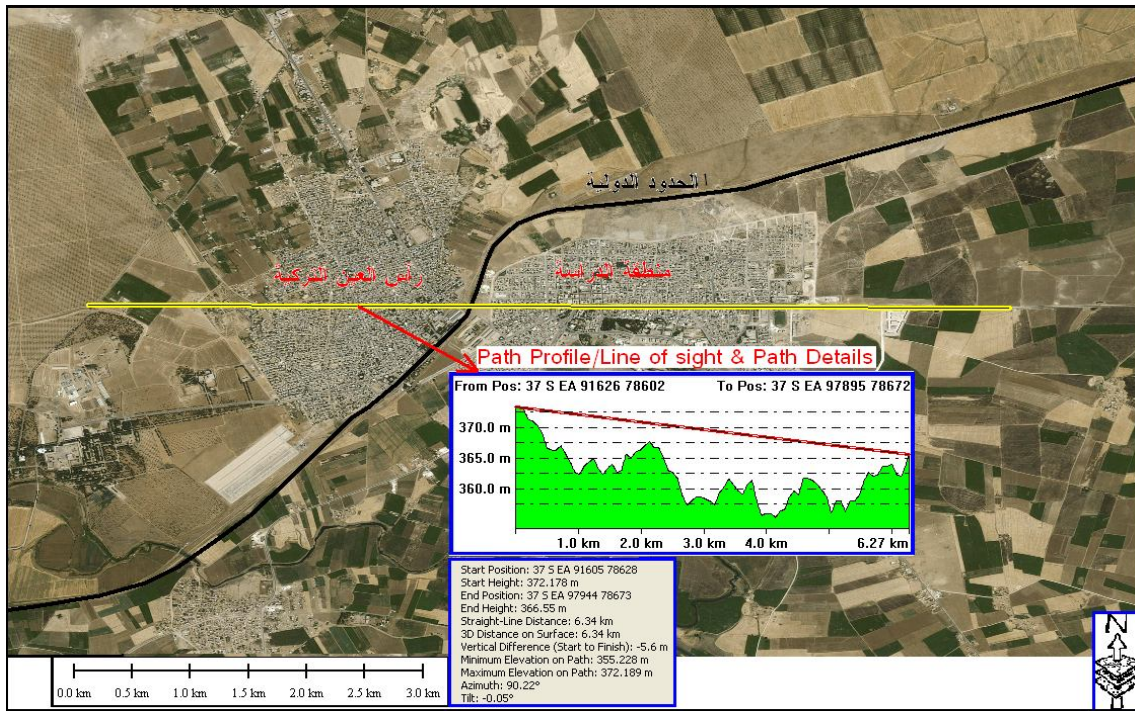 الحدود الدولية
رأس العين التركية
منطقة الدراسة
Path Profile/Line of sight & Path Details
From Pos: 37 S EA 91626 78602 To Pos: 37 S EA 97895 78672
370.0 m
365.0 m
360.0 m
1.0 km 2.0 km 3.0 km 4.0 km 6.27 km
Start Position: 37 S EA 91605 78628
Start Height: 372.178 m
End Position: 37 S EA 97944 78673
End Height: 366.55 m
Straight-Line Distance: 6.34 km
3D Distance on Surface: 6.34 km
Vertical Difference (Start to Finish): -5.6 m
Minimum Elevation on Path: 355.228 m
Maximum Elevation on Path: 372.189 m
Azimuth: 90.22°
Tilt: -0.05°
0.0 km 0.5 km 1.0 km 1.5 km 2.0 km 2.5 km 3.0 km
N